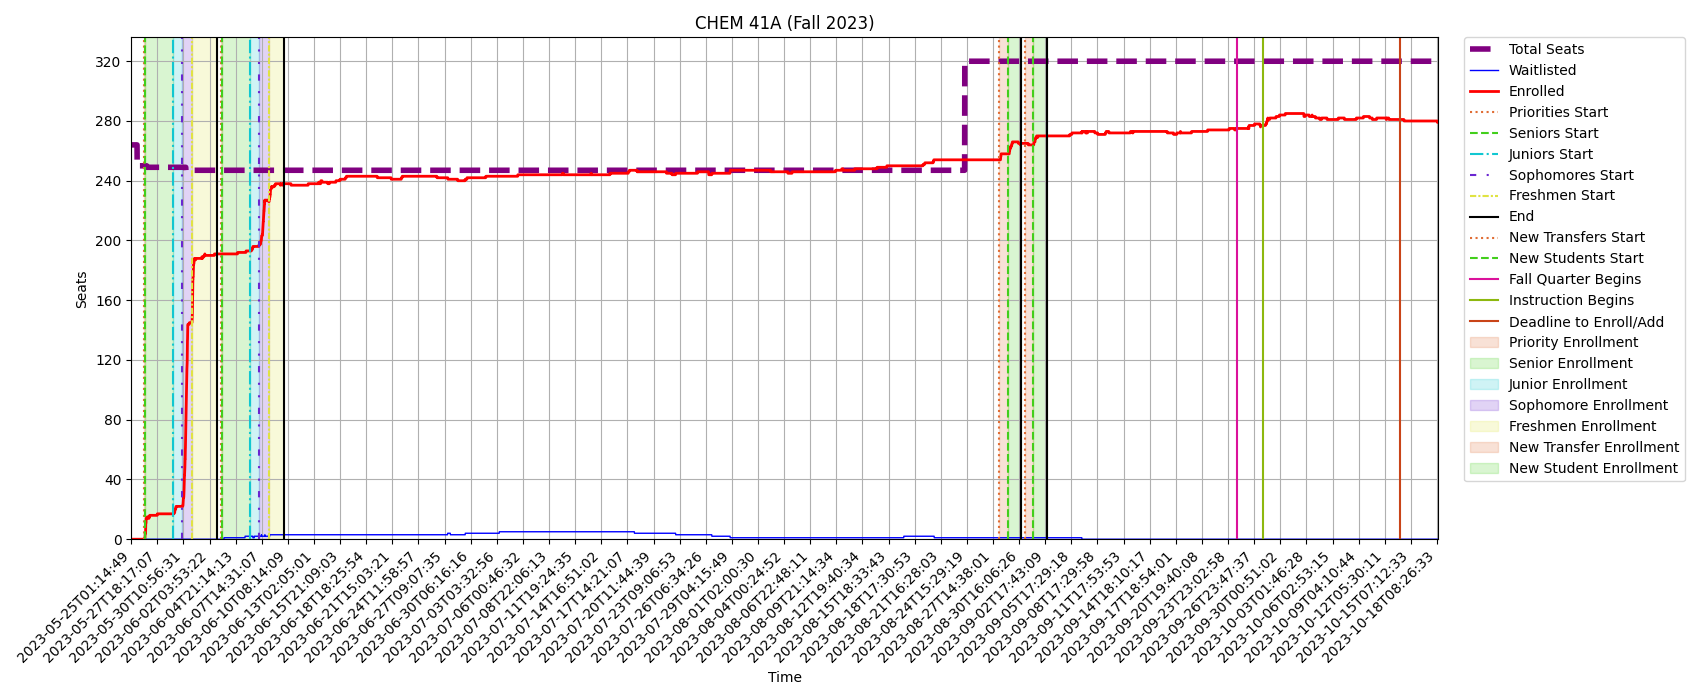 CHEM 41A (Fall 2023)
Seats
320
280
240
200
160
120
80
40
0
2023-05-25T01:14:49
2023-05-27T18:17:07
2023-05-30T10:56:31
2023-06-02T03:53:22
2023-06-04T21:14:13
2023-06-07T14:31:07
2023-06-10T08:14:09
2023-06-13T02:05:01
2023-06-15T21:09:03
2023-06-18T18:25:54
2023-06-21T15:03:21
2023-06-24T11:58:57
2023-06-27T09:07:35
2023-06-30T06:16:16
2023-07-03T03:32:56
2023-07-06T00:46:32
2023-07-08T22:06:13
2023-07-11T19:24:35
2023-07-14T16:51:02
2023-07-17T14:21:07
2023-07-20T11:44:39
2023-07-23T09:06:53
2023-07-26T06:34:26
2023-07-29T04:15:49
2023-08-01T02:00:30
2023-08-04T00:24:52
2023-08-06T22:48:11
2023-08-09T21:14:34
2023-08-12T19:40:34
2023-08-15T18:33:43
2023-08-18T17:30:53
2023-08-21T16:28:03
2023-08-24T15:29:19
2023-08-27T14:38:01
2023-08-30T16:06:26
2023-09-02T17:43:09
2023-09-05T17:29:18
2023-09-08T17:29:58
2023-09-11T17:53:53
2023-09-14T18:10:17
2023-09-17T18:54:01
2023-09-20T19:40:08
2023-09-23T23:02:58
2023-09-26T23:47:37
2023-09-30T00:51:02
2023-10-03T01:46:28
2023-10-06T02:53:15
2023-10-09T04:10:44
2023-10-12T05:30:11
2023-10-15T07:12:33
2023-10-18T08:26:33
Time
Total Seats
Waitlisted
Enrolled
Priorities Start
Seniors Start
Juniors Start
Sophomores Start
Freshmen Start
End
New Transfers Start
New Students Start
Fall Quarter Begins
Instruction Begins
Deadline to Enroll/Add
Priority Enrollment
Senior Enrollment
Junior Enrollment
Sophomore Enrollment
Freshmen Enrollment
New Transfer Enrollment
New Student Enrollment